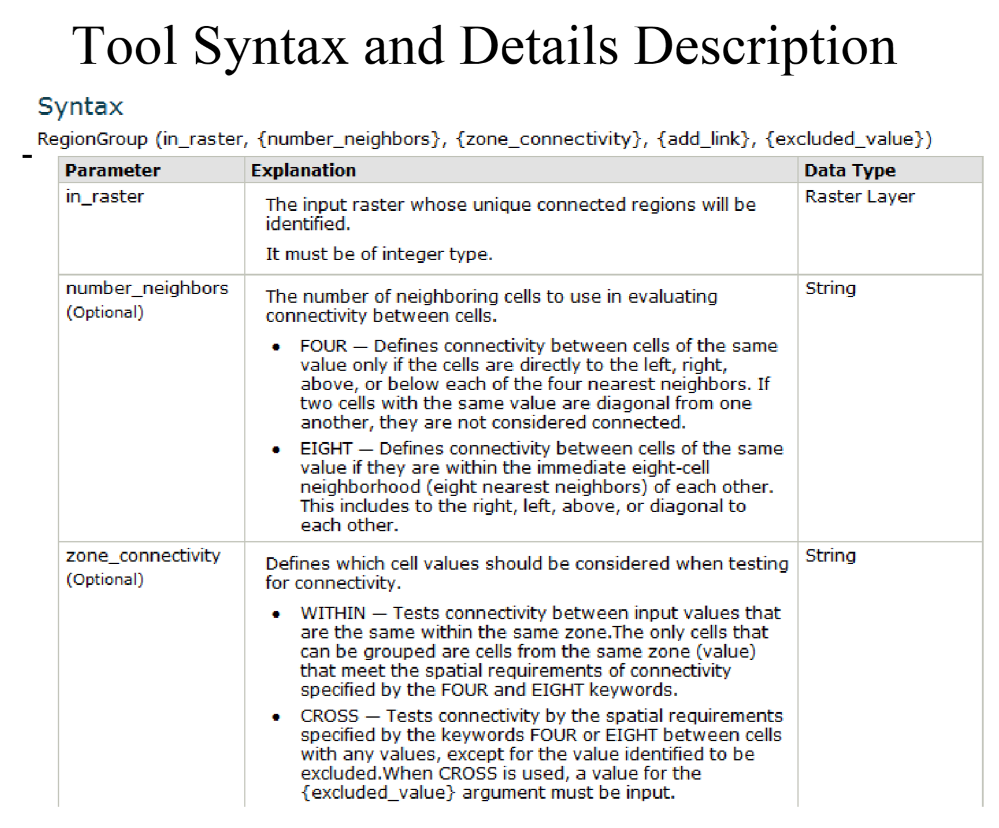 Tool Syntax and Details Description
Syntax
RegionGroup (in_raster, {number_neighbors}, {zone_connectivity}, {add_link}, {excluded_value})
-
Parameter Explanation Data Type
in_raster
The input raster whose unique connected regions will be
identified.
It must be of integer type.
Raster Layer
number_neighbors
(Optional)
The number of neighboring cells to use in evaluating
connectivity between cells.
• FOUR — Defines connectivity between cells of the same
value only if the cells are directly to the left, right,
above, or below each of the four nearest neighbors. If
two cells with the same value are diagonal from one
another, they are not considered connected.
• EIGHT — Defines connectivity between cells of the same
value if they are within the immediate eight-cell
neighborhood (eight nearest neighbors) of each other.
This includes to the right, left, above, or diagonal to
each other.
String
zone_connectivity
(Optional)
Defines which cell values should be considered when testing
for connectivity.
• WITHIN — Tests connectivity between input values that
are the same within the same zone.The only cells that
can be grouped are cells from the same zone (value)
that meet the spatial requirements of connectivity
specified by the FOUR and EIGHT keywords.
• CROSS — Tests connectivity by the spatial requirements
specified by the keywords FOUR or EIGHT between cells
with any values, except for the value identified to be
excluded.When CROSS is used, a value for the
{excluded_value} argument must be input.
String